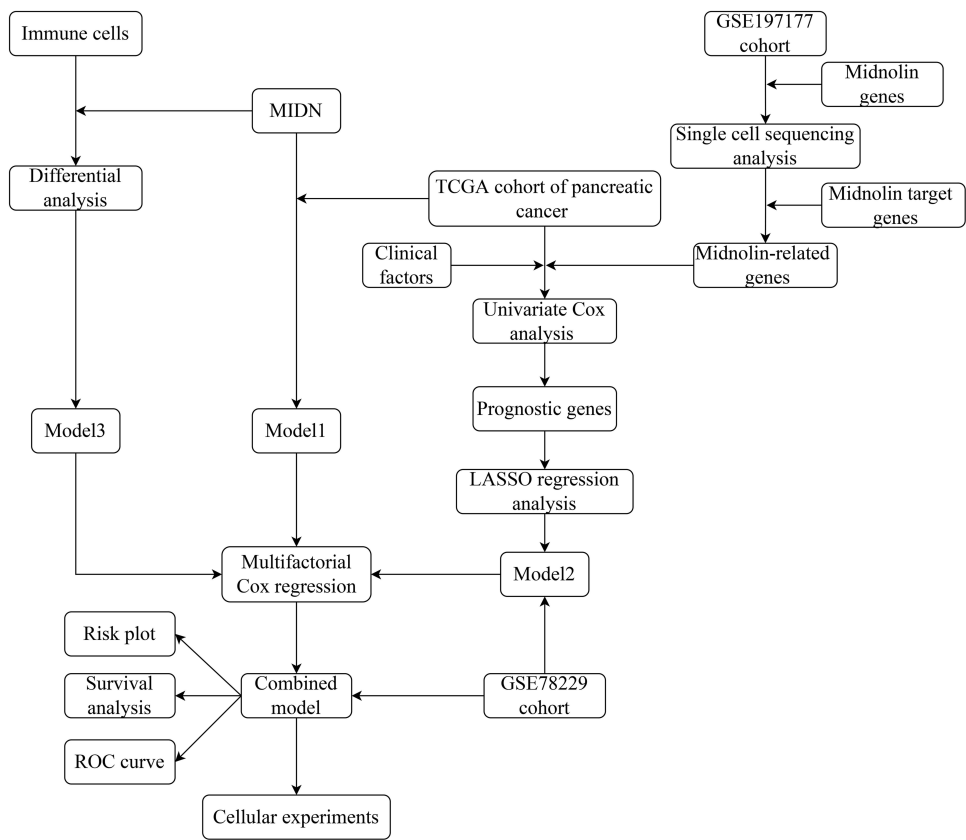 Immune cells
GSE197177
cohort
Midnolin
genes
MIDN
Single cell sequencing
analysis
Differential
analysis
TCGA cohort of pancreatic
cancer
Midnolin target
genes
Clinical
factors
Midnolin-related
genes
Univariate Cox
analysis
Prognostic genes
Model3
Model1
LASSO regression
analysis
Multifactorial
Cox regression
Model2
Risk plot
Survival
analysis
Combined
model
GSE78229
cohort
ROC curve
Cellular experiments